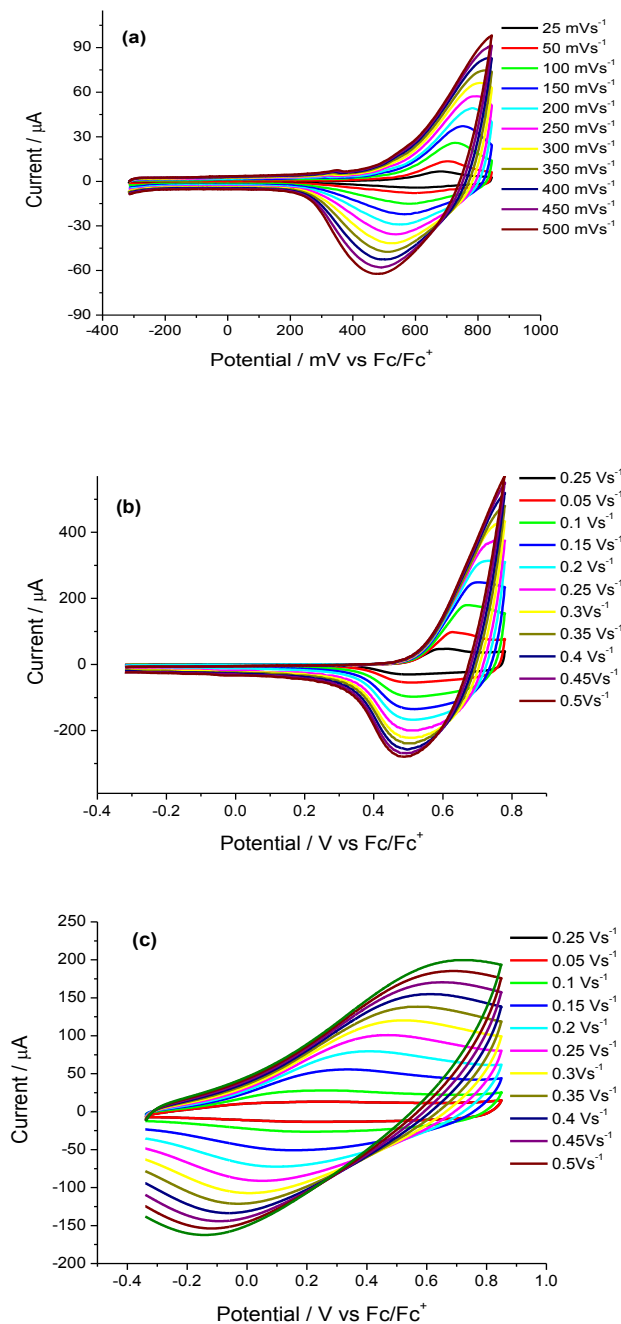 (a)
25 mVs⁻¹
50 mVs⁻¹
100 mVs⁻¹
150 mVs⁻¹
200 mVs⁻¹
250 mVs⁻¹
300 mVs⁻¹
350 mVs⁻¹
400 mVs⁻¹
450 mVs⁻¹
500 mVs⁻¹
90
60
30
0
-30
-60
-90
Current / μA
-400 -200 0 200 400 600 800 1000
Potential / mV vs Fc/Fc⁺
(b)
0.25 Vs⁻¹
0.05 Vs⁻¹
0.1 Vs⁻¹
0.15 Vs⁻¹
0.2 Vs⁻¹
0.25 Vs⁻¹
0.3Vs⁻¹
0.35 Vs⁻¹
0.4 Vs⁻¹
0.45Vs⁻¹
0.5Vs⁻¹
400
200
0
-200
Current / μA
-0.4 -0.2 0.0 0.2 0.4 0.6 0.8
Potential / V vs Fc/Fc⁺
(c)
0.25 Vs⁻¹
0.05 Vs⁻¹
0.1 Vs⁻¹
0.15 Vs⁻¹
0.2 Vs⁻¹
0.25 Vs⁻¹
0.3Vs⁻¹
0.35 Vs⁻¹
0.4 Vs⁻¹
0.45Vs⁻¹
0.5Vs⁻¹
250
200
150
100
50
0
-50
-100
-150
-200
Current / μA
-0.4 -0.2 0.0 0.2 0.4 0.6 0.8 1.0
Potential / V vs Fc/Fc⁺